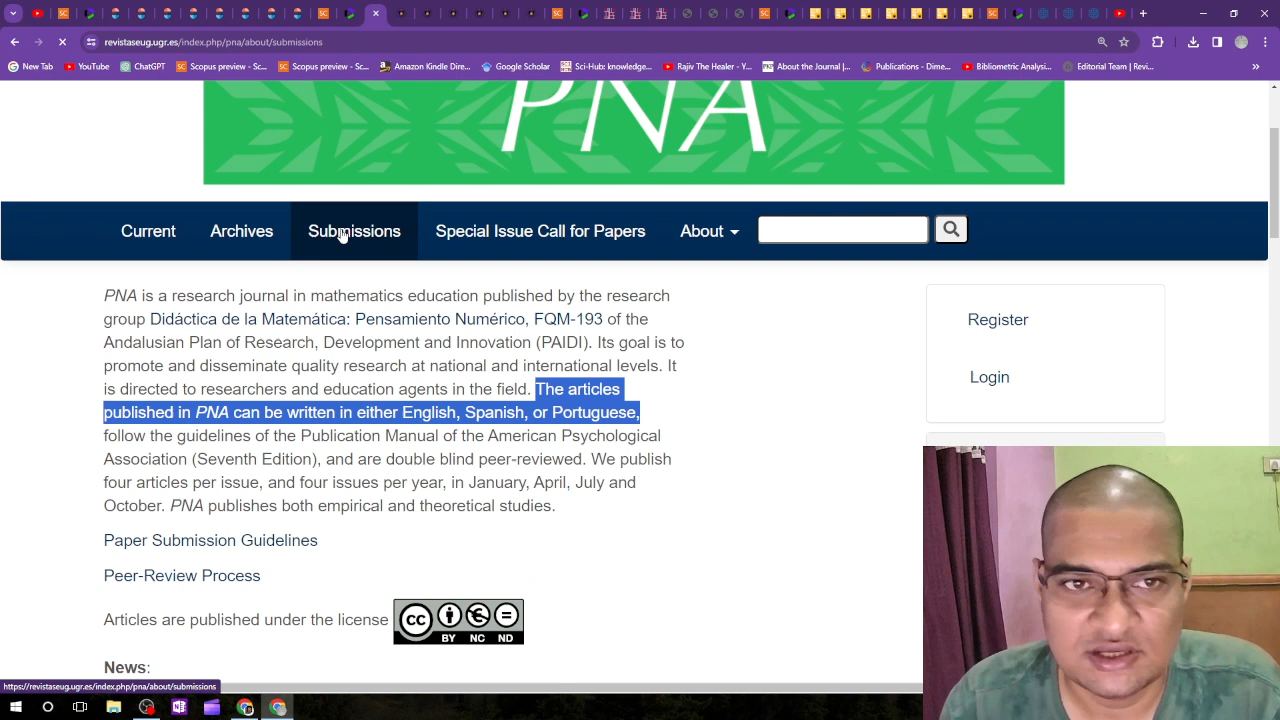 revistaseug.ugr.es/index.php/pna/about/submissions
New Tab
YouTube
ChatGPT
Scopus preview - Sc...
Scopus preview - Sc...
Amazon Kindle Dire...
Google Scholar
Sci-Hub: knowledge...
Rajiv The Healer - Y...
About the Journal |...
Publications - Dime...
Bibliometric Analysi...
Editorial Team | Revi...
PNA
Current
Archives
Submissions
Special Issue Call for Papers
About
PNA is a research journal in mathematics education published by the research
group Didáctica de la Matemática: Pensamiento Numérico, FQM-193 of the
Andalusian Plan of Research, Development and Innovation (PAIDI). Its goal is to
promote and disseminate quality research at national and international levels. It
is directed to researchers and education agents in the field. The articles
published in PNA can be written in either English, Spanish, or Portuguese,
follow the guidelines of the Publication Manual of the American Psychological
Association (Seventh Edition), and are double blind peer-reviewed. We publish
four articles per issue, and four issues per year, in January, April, July and
October. PNA publishes both empirical and theoretical studies.
Register
Login
Paper Submission Guidelines
Peer-Review Process
Articles are published under the license
CC
BY NC ND
News:
https://revistaseug.ugr.es/index.php/pna/about/submissions